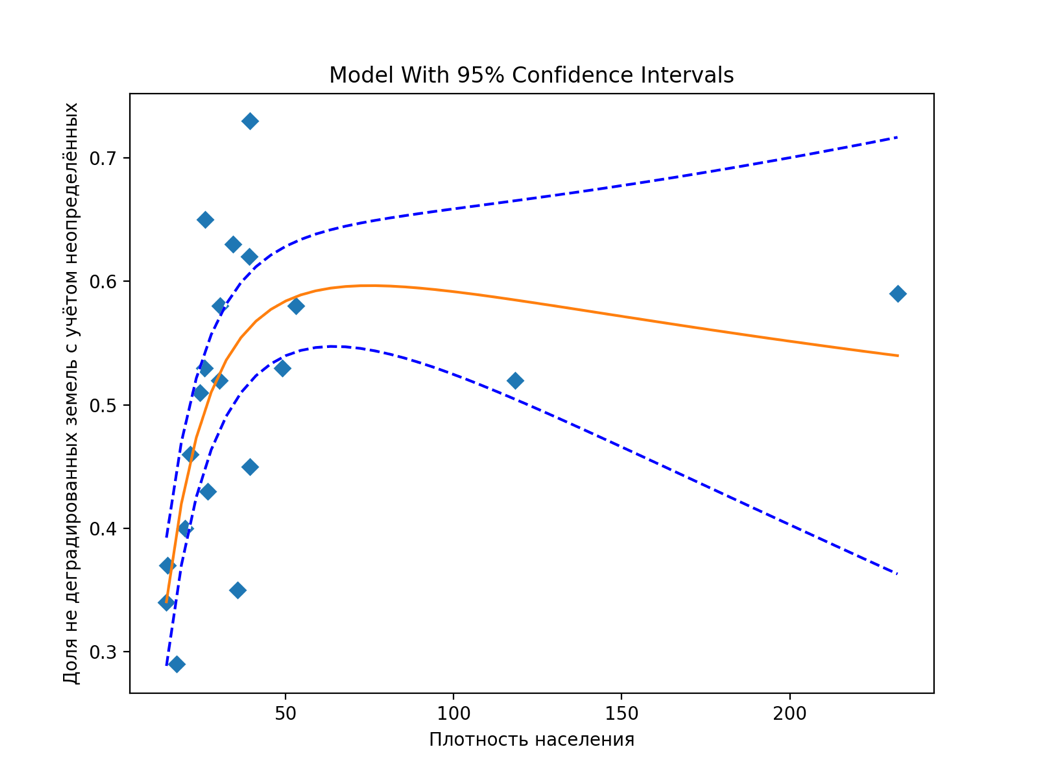 Model With 95% Confidence Intervals
Доля не деградированных земель с учётом неопределённых
0.7
0.6
0.5
0.4
0.3
50 100 150 200
Плотность населения